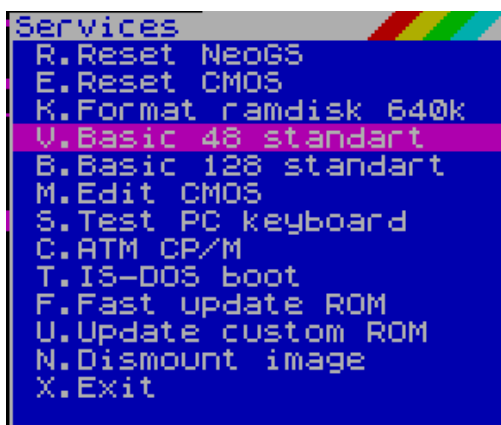 Services
R.Reset NeoGS
E.Reset CMOS
K.Format ramdisk 640k
V.Basic 48 standart
B.Basic 128 standart
M.Edit CMOS
S.Test PC keyboard
C.ATM CP/M
T.IS-DOS boot
F.Fast update ROM
U.Update custom ROM
N.Dismount image
X.Exit